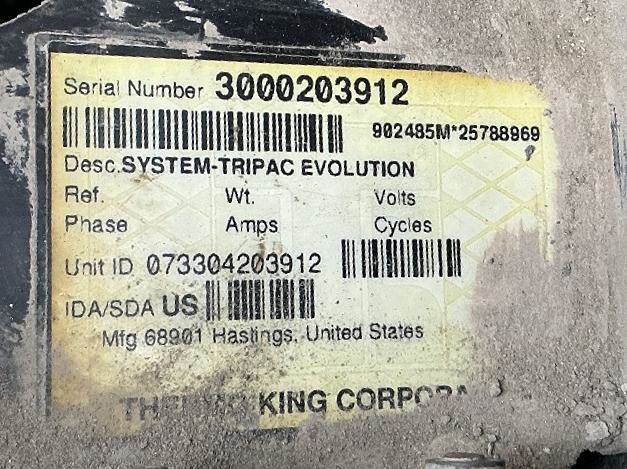 Serial Number 3000203912
902485M*25788969
Desc.SYSTEM-TRIPAC EVOLUTION
Ref. Wt. Volts
Phase Amps Cycles
Unit ID 073304203912
IDA/SDA US
Mfg 68901 Hastings, United States
KING